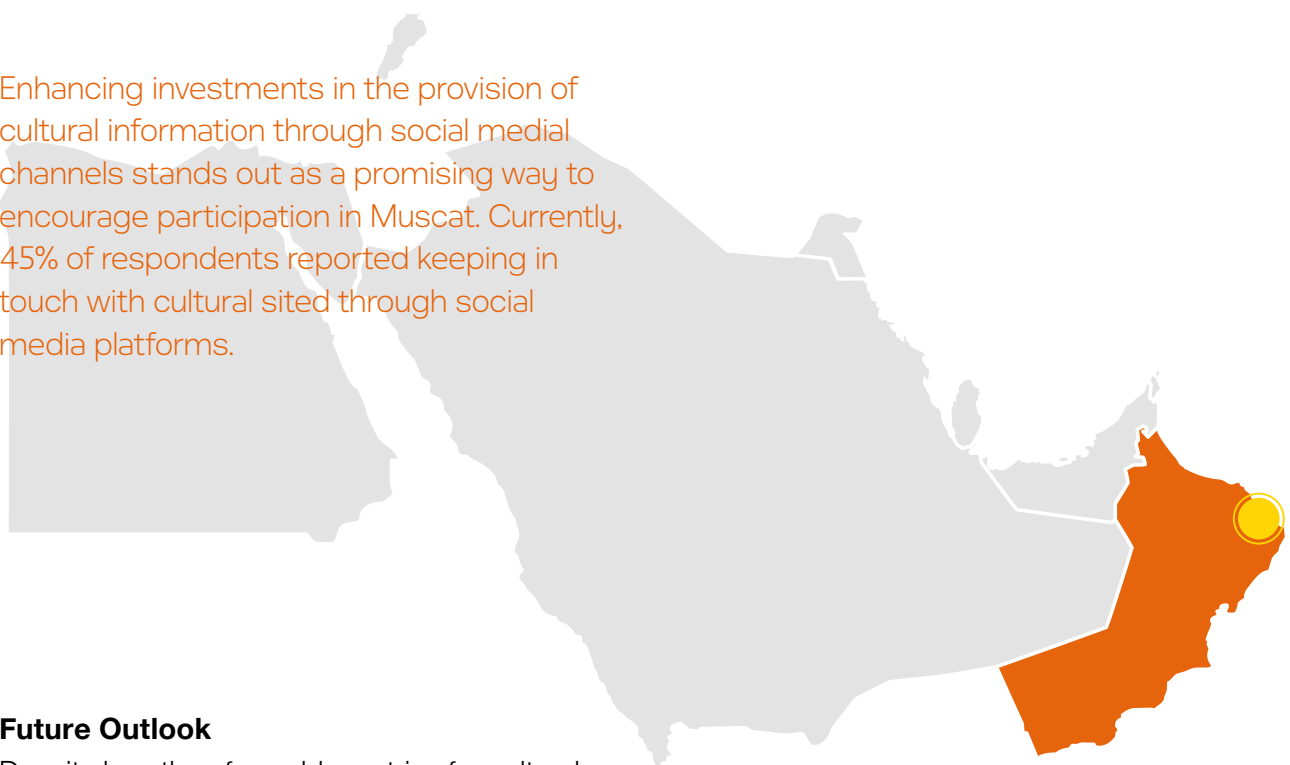 Enhancing investments in the provision of
cultural information through social medial
channels stands out as a promising way to
encourage participation in Muscat. Currently,
45% of respondents reported keeping in
touch with cultural sited through social
media platforms.
Future Outlook